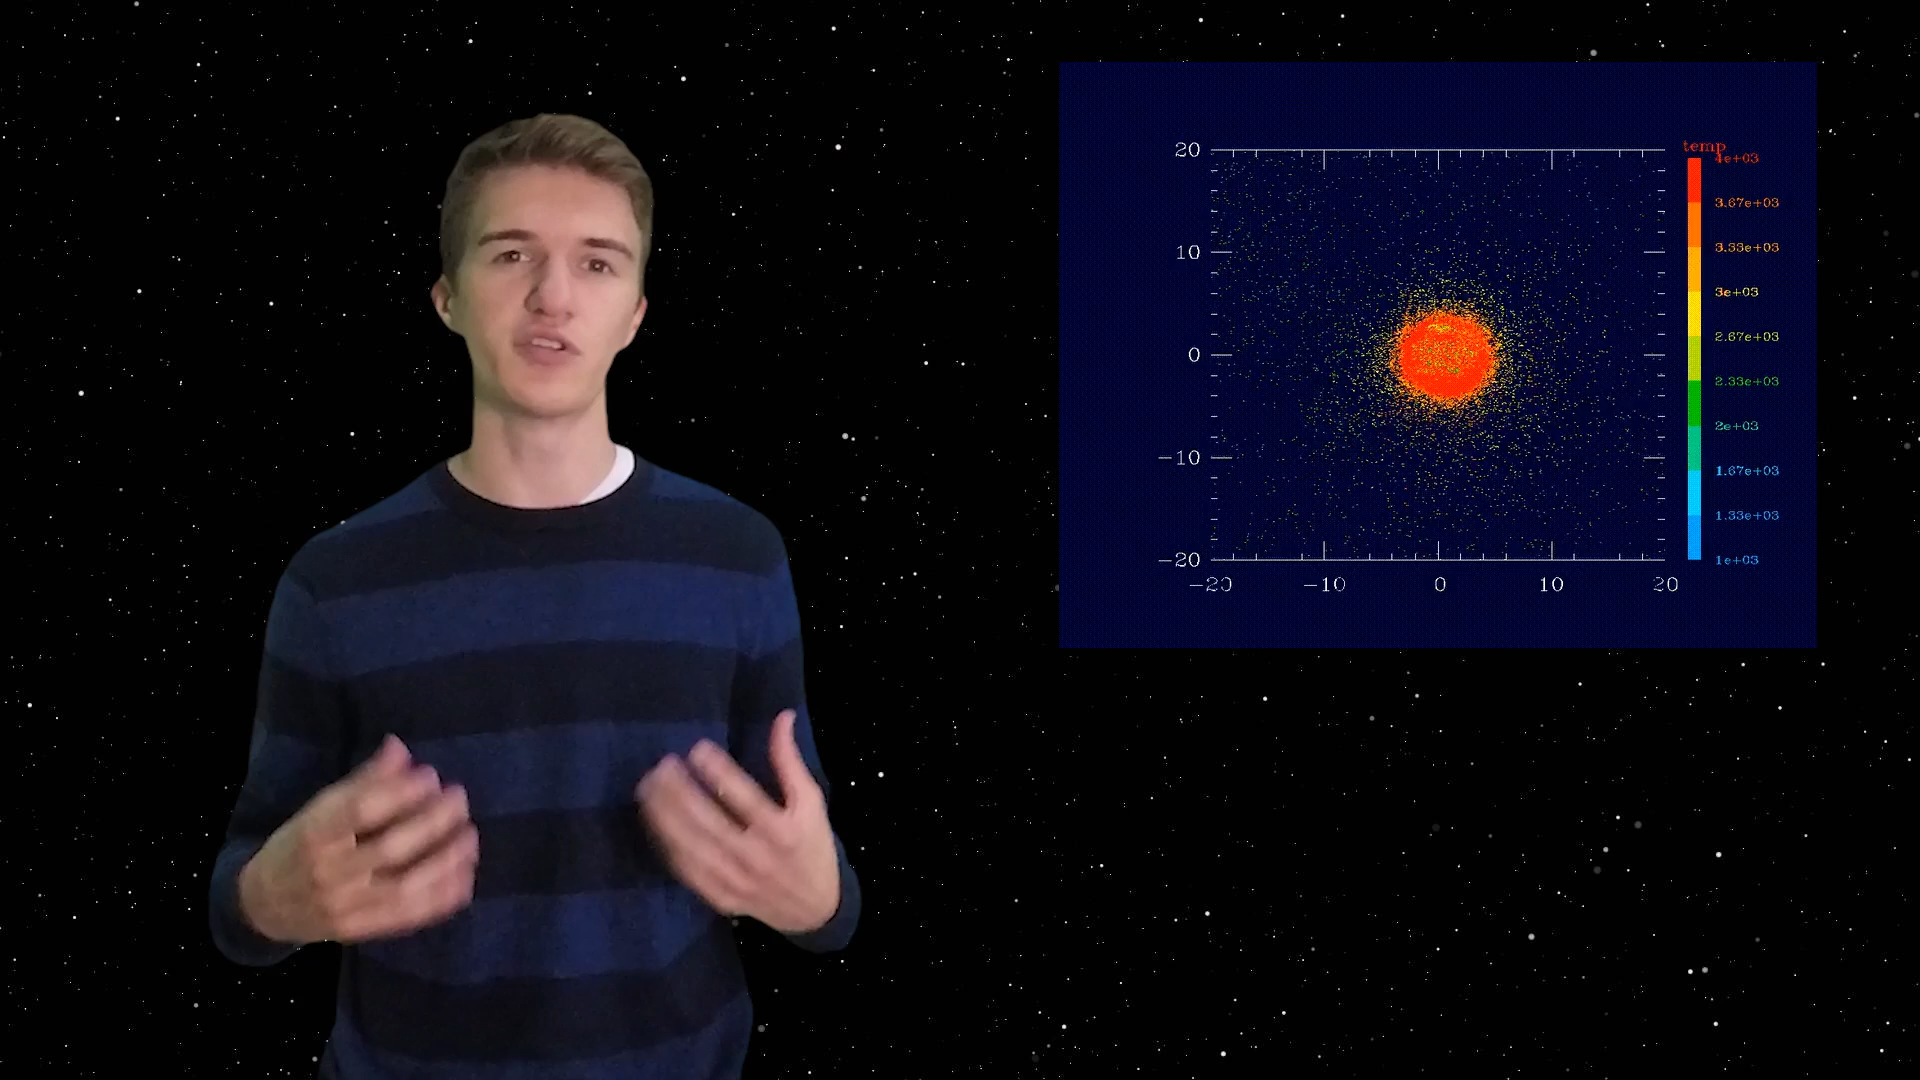 temp
20
4e+03
3.67e+03
10
3.33e+03
3e+03
0
2.67e+03
2.33e+03
-10
2e+03
1.67e+03
1.33e+03
-20
1e+03
-20 -10 0 10 20